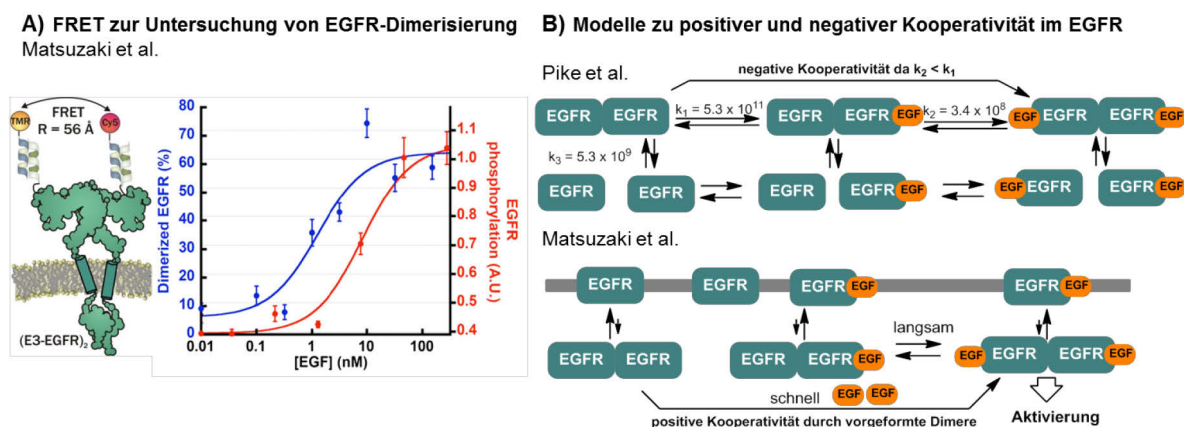 A) FRET zur Untersuchung von EGFR-Dimerisierung
Matsuzaki et al.
FRET
R = 56 Å
TMR
Cy5
(E3-EGFR)₂
Dimerized EGFR (%)
80
70
60
50
40
30
20
10
0
0.01 0.1 1 10 100
[EGF] (nM)
1.1
1.0
0.9
0.8
0.7
0.6
0.5
0.4
EGFR
phosphorylation (A.U.)
B) Modelle zu positiver und negativer Kooperativität im EGFR
Pike et al.
negative Kooperativität da k₂ < k₁
EGFR EGFR
k₁ = 5.3 x 10¹¹
EGFR EGFR EGF
k₂ = 3.4 x 10⁸
EGF EGFR EGFR EGF
k₃ = 5.3 x 10⁹
EGFR EGFR
EGFR EGFR EGF
EGF EGFR EGFR EGF
Matsuzaki et al.
EGFR EGFR EGFR EGF EGFR EGF
langsam
EGFR EGFR
EGFR EGFR EGF
EGF EGFR EGFR EGF
schnell EGF EGF
positive Kooperativität durch vorgeformte Dimere
Aktivierung